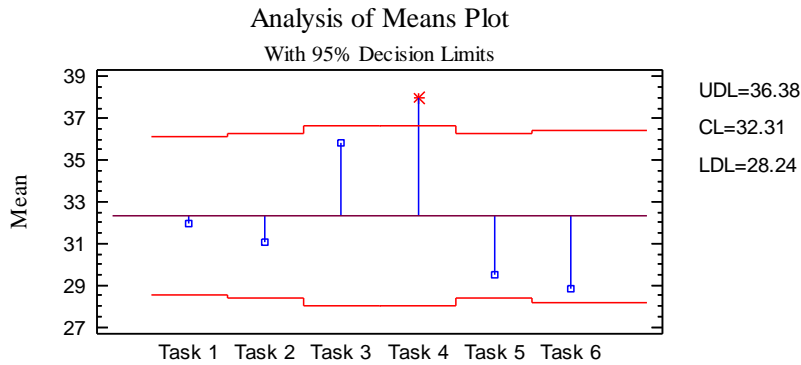 Analysis of Means Plot
With 95% Decision Limits
UDL=36.38
CL=32.31
LDL=28.24
Mean
39
37
35
33
31
29
27
Task 1 Task 2 Task 3 Task 4 Task 5 Task 6